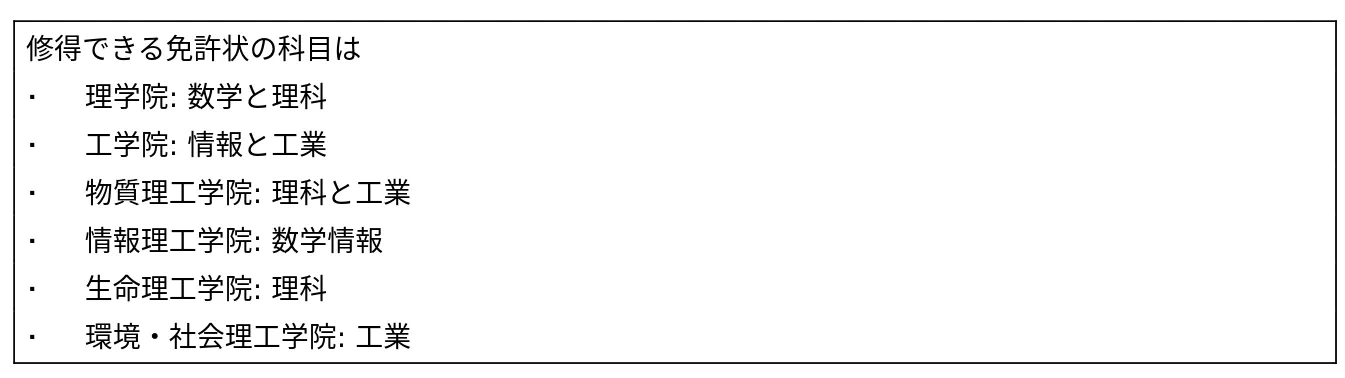 修得できる免許状の科目は
・ 理学院: 数学と理科
・ 工学院: 情報と工業
・ 物質理工学院: 理科と工業
・ 情報理工学院: 数学情報
・ 生命理工学院: 理科
・ 環境・社会理工学院: 工業